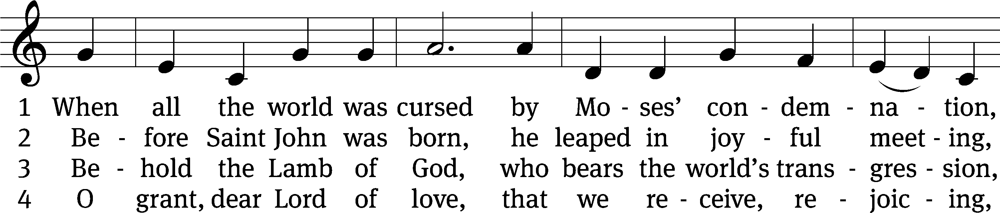 1 When all the world was cursed by Mo - ses’ con - dem - na - tion,
2 Be - fore Saint John was born, he leaped in joy - ful meet - ing,
3 Be - hold the Lamb of God, who bears the world’s trans - gres - sion,
4 O grant, dear Lord of love, that we re - ceive, re - joic - ing,